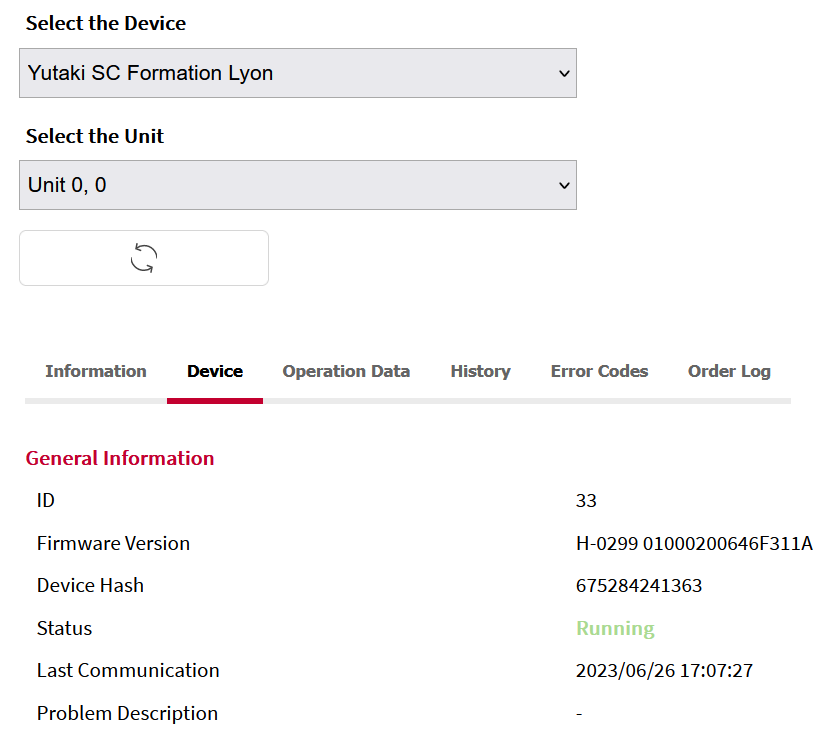 Select the Device
Yutaki SC Formation Lyon
Select the Unit
Unit 0, 0
Information Device Operation Data History Error Codes Order Log
General Information
ID 33
Firmware Version H-0299 01000200646F311A
Device Hash 675284241363
Status Running
Last Communication 2023/06/26 17:07:27
Problem Description -